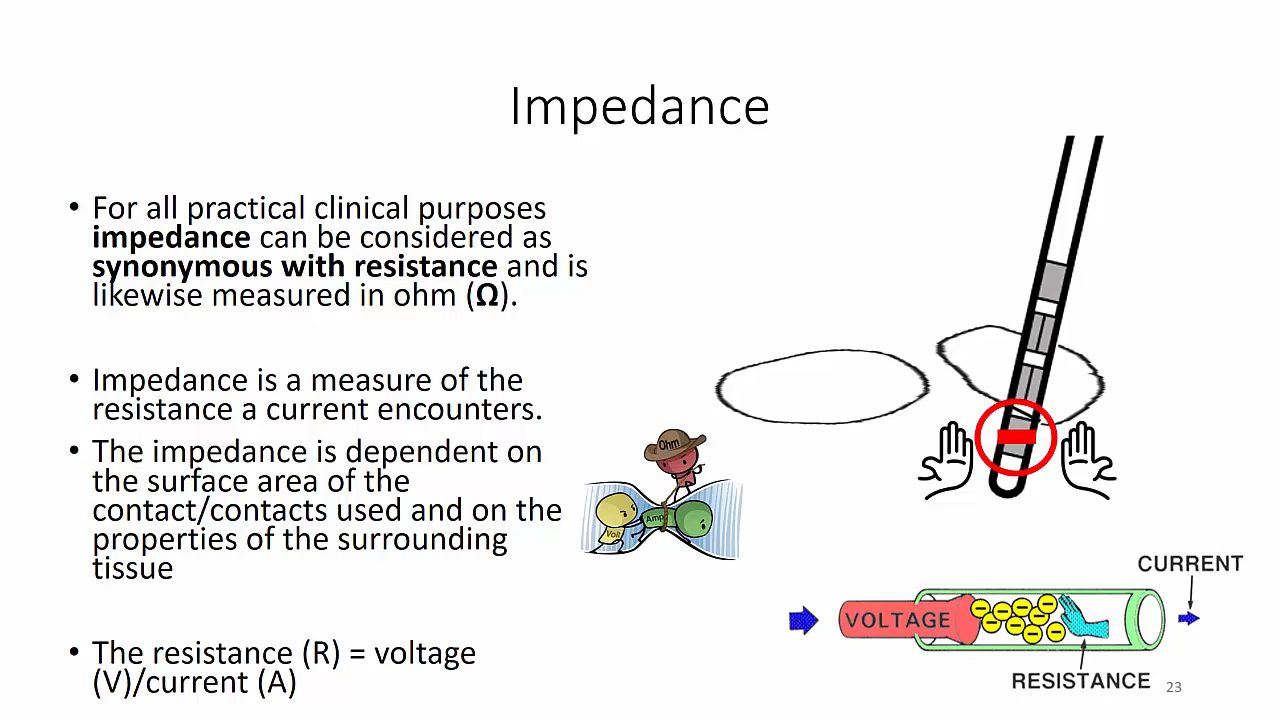 Impedance
• For all practical clinical purposes
impedance can be considered as
synonymous with resistance and is
likewise measured in ohm (Ω).
• Impedance is a measure of the
resistance a current encounters.
• The impedance is dependent on
the surface area of the
contact/contacts used and on the
properties of the surrounding
tissue
• The resistance (R) = voltage
(V)/current (A)
Ohm
Volt
Amp
CURRENT
VOLTAGE
RESISTANCE
23